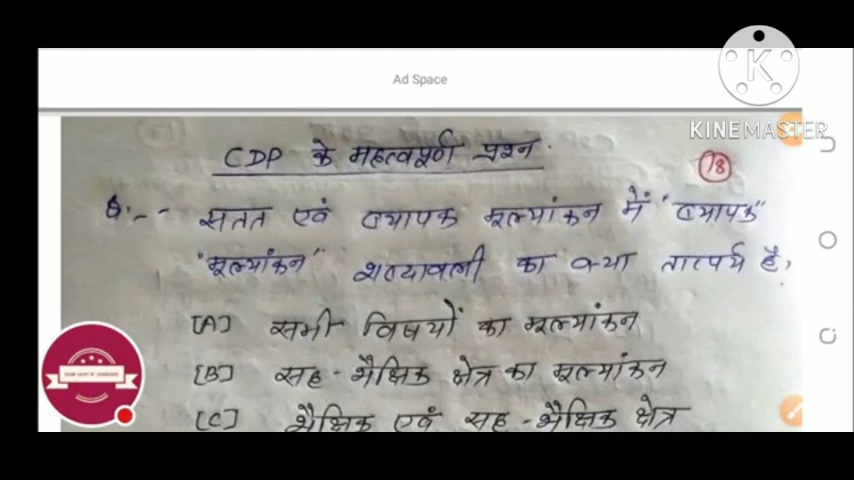 Ad Space
K
KINEMASTER
CDP के महत्वपूर्ण प्रश्न.
18
Q.-- सतत एवं व्यापक मूल्यांकन में "व्यापक"
"मूल्यांकन" शब्दावली का क्या तात्पर्य है,
[A] सभी विषयों का मूल्यांकन
[B] सह-शैक्षिक क्षेत्र का मूल्यांकन
[C] शैक्षिक एवं सह-शैक्षिक क्षेत्र